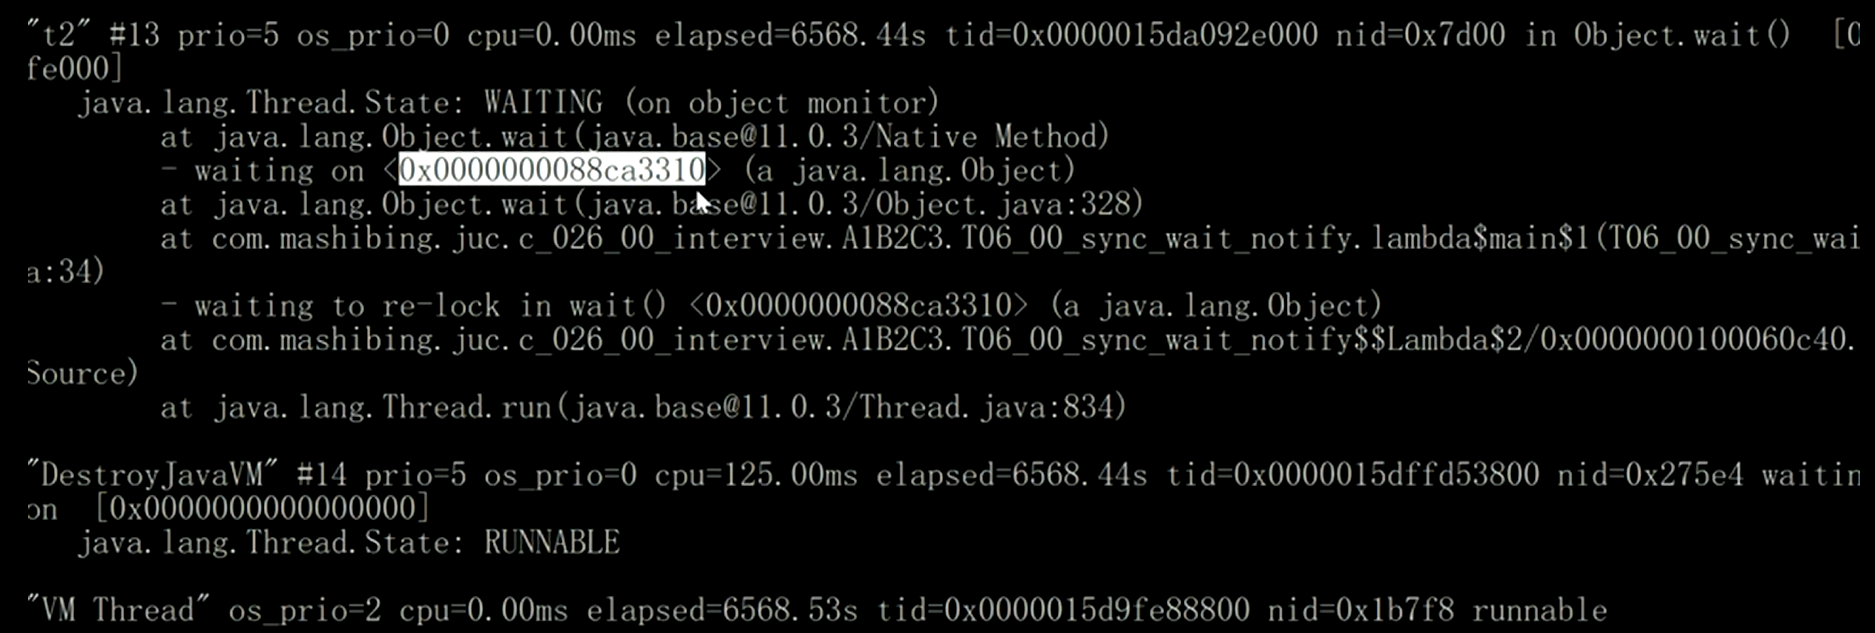 "t2" #13 prio=5 os_prio=0 cpu=0.00ms elapsed=6568.44s tid=0x0000015da092e000 nid=0x7d00 in Object.wait()  [0
fe000]
java.lang.Thread.State: WAITING (on object monitor)
at java.lang.Object.wait(java.base@11.0.3/Native Method)
- waiting on <0x0000000088ca3310> (a java.lang.Object)
at java.lang.Object.wait(java.base@11.0.3/Object.java:328)
at com.mashibing.juc.c_026_00_interview.A1B2C3.T06_00_sync_wait_notify.lambda$main$1(T06_00_sync_wai
a:34)
- waiting to re-lock in wait() <0x0000000088ca3310> (a java.lang.Object)
at com.mashibing.juc.c_026_00_interview.A1B2C3.T06_00_sync_wait_notify$$Lambda$2/0x0000000100060c40.
Source)
at java.lang.Thread.run(java.base@11.0.3/Thread.java:834)
"DestroyJavaVM" #14 prio=5 os_prio=0 cpu=125.00ms elapsed=6568.44s tid=0x0000015dffd53800 nid=0x275e4 waitin
on  [0x0000000000000000]
java.lang.Thread.State: RUNNABLE
"VM Thread" os_prio=2 cpu=0.00ms elapsed=6568.53s tid=0x0000015d9fe88800 nid=0x1b7f8 runnable